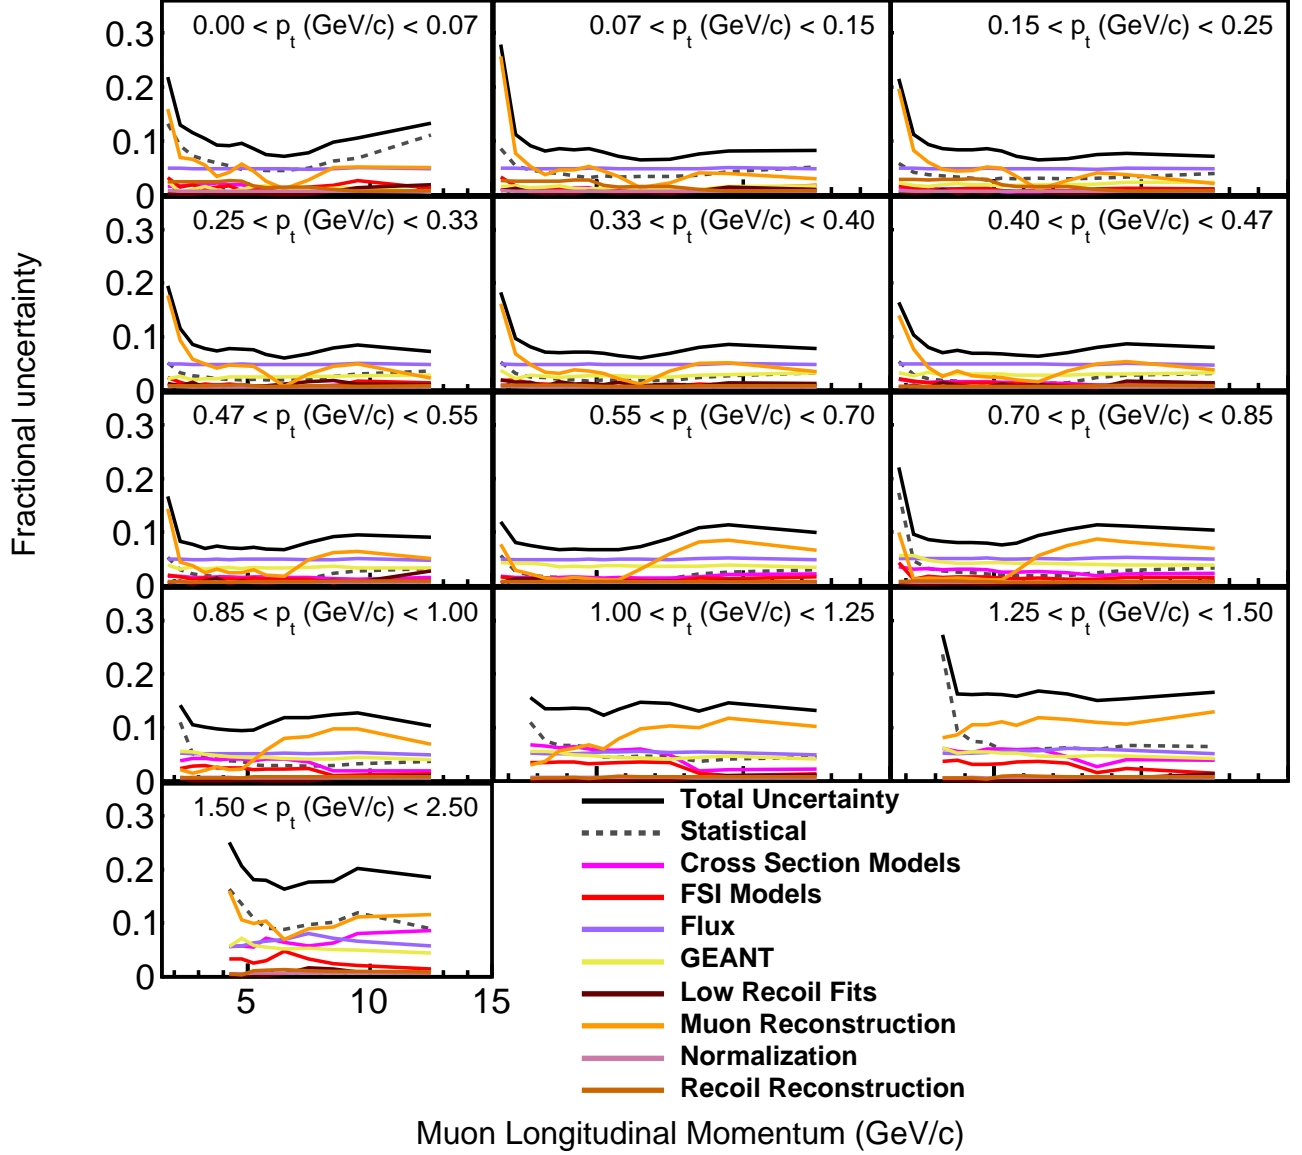 0.00 < p_t (GeV/c) < 0.07
0.07 < p_t (GeV/c) < 0.15
0.15 < p_t (GeV/c) < 0.25
0.3
0.2
0.1
0
0.25 < p_t (GeV/c) < 0.33
0.33 < p_t (GeV/c) < 0.40
0.40 < p_t (GeV/c) < 0.47
0.3
0.2
0.1
0
0.47 < p_t (GeV/c) < 0.55
0.55 < p_t (GeV/c) < 0.70
0.70 < p_t (GeV/c) < 0.85
0.3
0.2
0.1
0
0.85 < p_t (GeV/c) < 1.00
1.00 < p_t (GeV/c) < 1.25
1.25 < p_t (GeV/c) < 1.50
0.3
0.2
0.1
0
1.50 < p_t (GeV/c) < 2.50
0.3
0.2
0.1
0
5
10
15
Fractional uncertainty
Total Uncertainty
Statistical
Cross Section Models
FSI Models
Flux
GEANT
Low Recoil Fits
Muon Reconstruction
Normalization
Recoil Reconstruction
Muon Longitudinal Momentum (GeV/c)